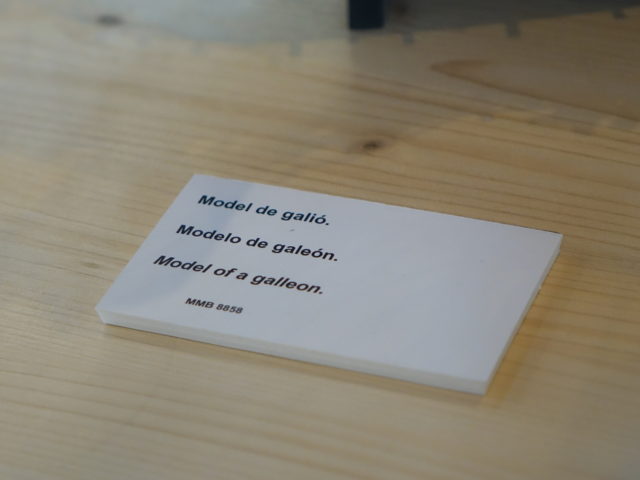 Model de galió.
Modelo de galeón.
Model of a galleon.
MMB 8858